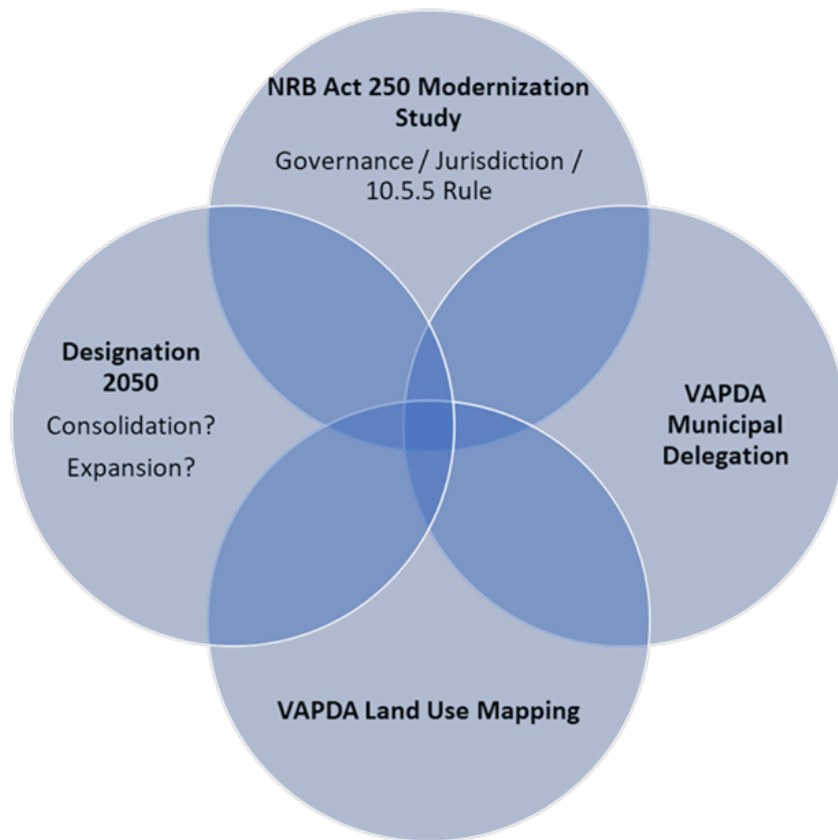 NRB Act 250 Modernization
Study
Governance / Jurisdiction /
10.5.5 Rule
Designation
2050
Consolidation?
Expansion?
VAPDA
Municipal
Delegation
VAPDA Land Use Mapping